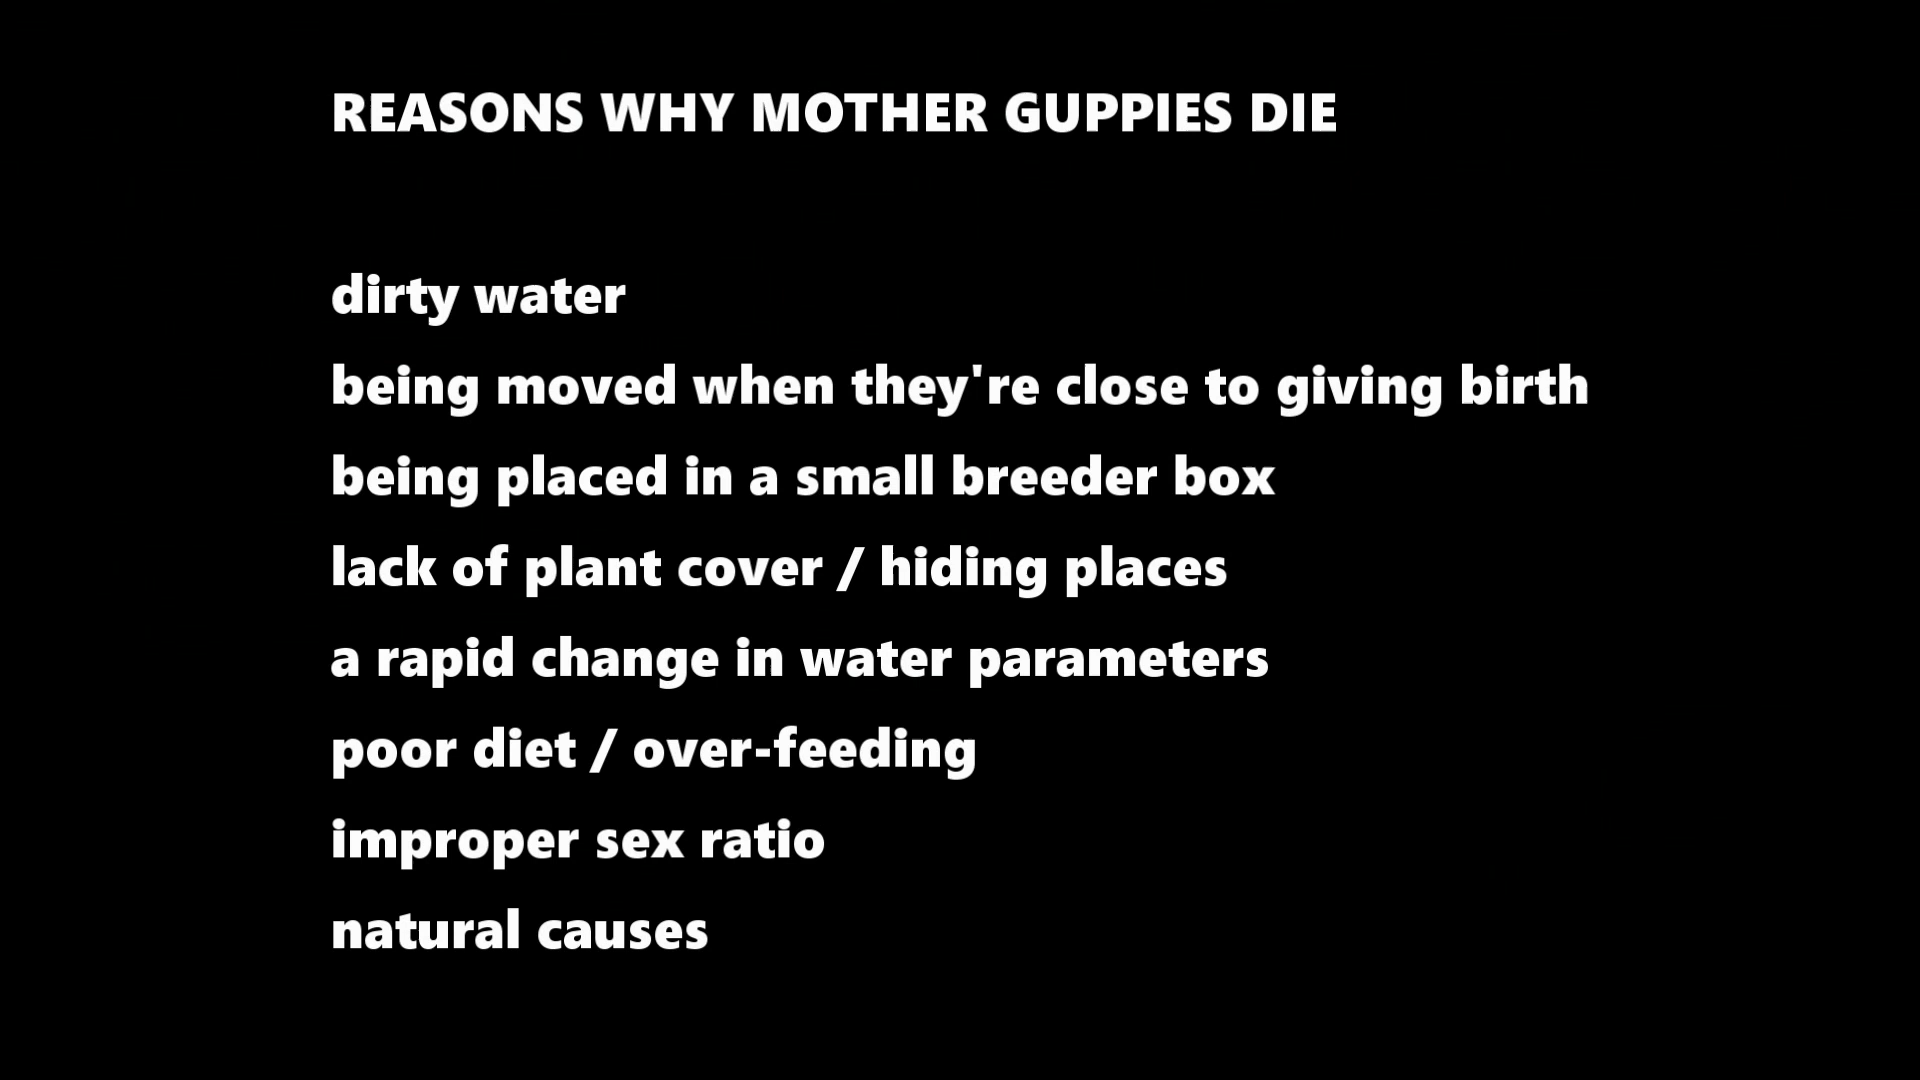 REASONS WHY MOTHER GUPPIES DIE
dirty water
being moved when they're close to giving birth
being placed in a small breeder box
lack of plant cover / hiding places
a rapid change in water parameters
poor diet / over-feeding
improper sex ratio
natural causes